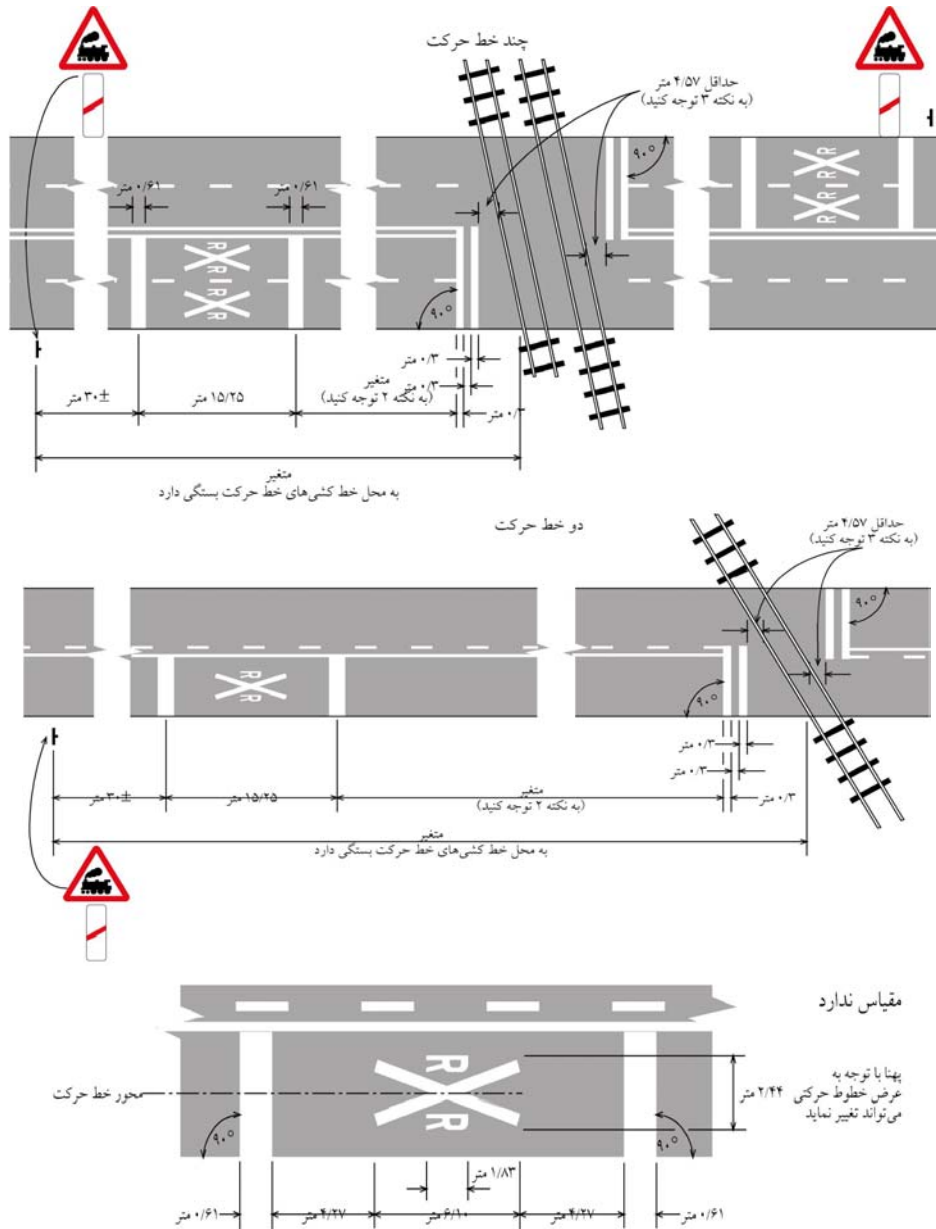 چند خط حرکت
حداقل ۴/۵۷ متر
(به نکته ۳ توجه کنید)
۹۰°
R R
R R
۰/۶۱ متر
۰/۶۱ متر
R R
R R
۹۰°
۰/۳ متر
۰/۳ متر
متغیر
(به نکته ۲ توجه کنید)
۰/۳ متر
۱۵/۲۵ متر
±۳۰ متر
متغیر
به محل خط کشی‌های خط حرکت بستگی دارد
دو خط حرکت
حداقل ۴/۵۷ متر
(به نکته ۳ توجه کنید)
۹۰°
R R
۹۰°
۰/۳ متر
۰/۳ متر
۰/۳ متر
متغیر
(به نکته ۲ توجه کنید)
۱۵/۲۵ متر
±۳۰ متر
متغیر
به محل خط کشی‌های خط حرکت بستگی دارد
مقیاس ندارد
R R
پهنا با توجه به
عرض خطوط حرکتی
می‌تواند تغییر نماید
۲/۴۴ متر
محور خط حرکت
۹۰°
۹۰°
۱/۸۳ متر
۰/۶۱ متر
۴/۲۷ متر
۶/۱۰ متر
۴/۲۷ متر
۰/۶۱ متر